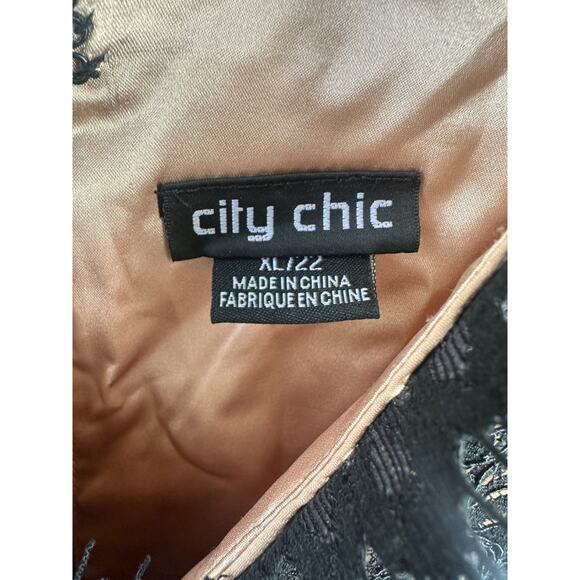 city chic
XL/22
MADE IN CHINA
FABRIQUE EN CHINE